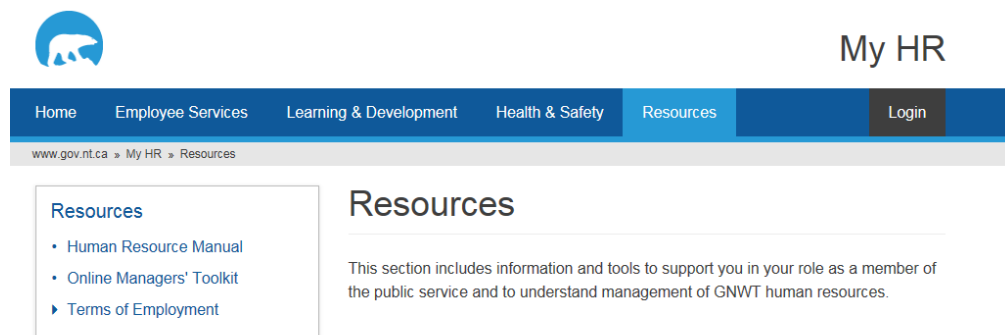 My HR
Home Employee Services Learning & Development Health & Safety Resources Login
www.gov.nt.ca » My HR » Resources
Resources
• Human Resource Manual
• Online Managers' Toolkit
Terms of Employment
Resources
This section includes information and tools to support you in your role as a member of
the public service and to understand management of GNWT human resources.